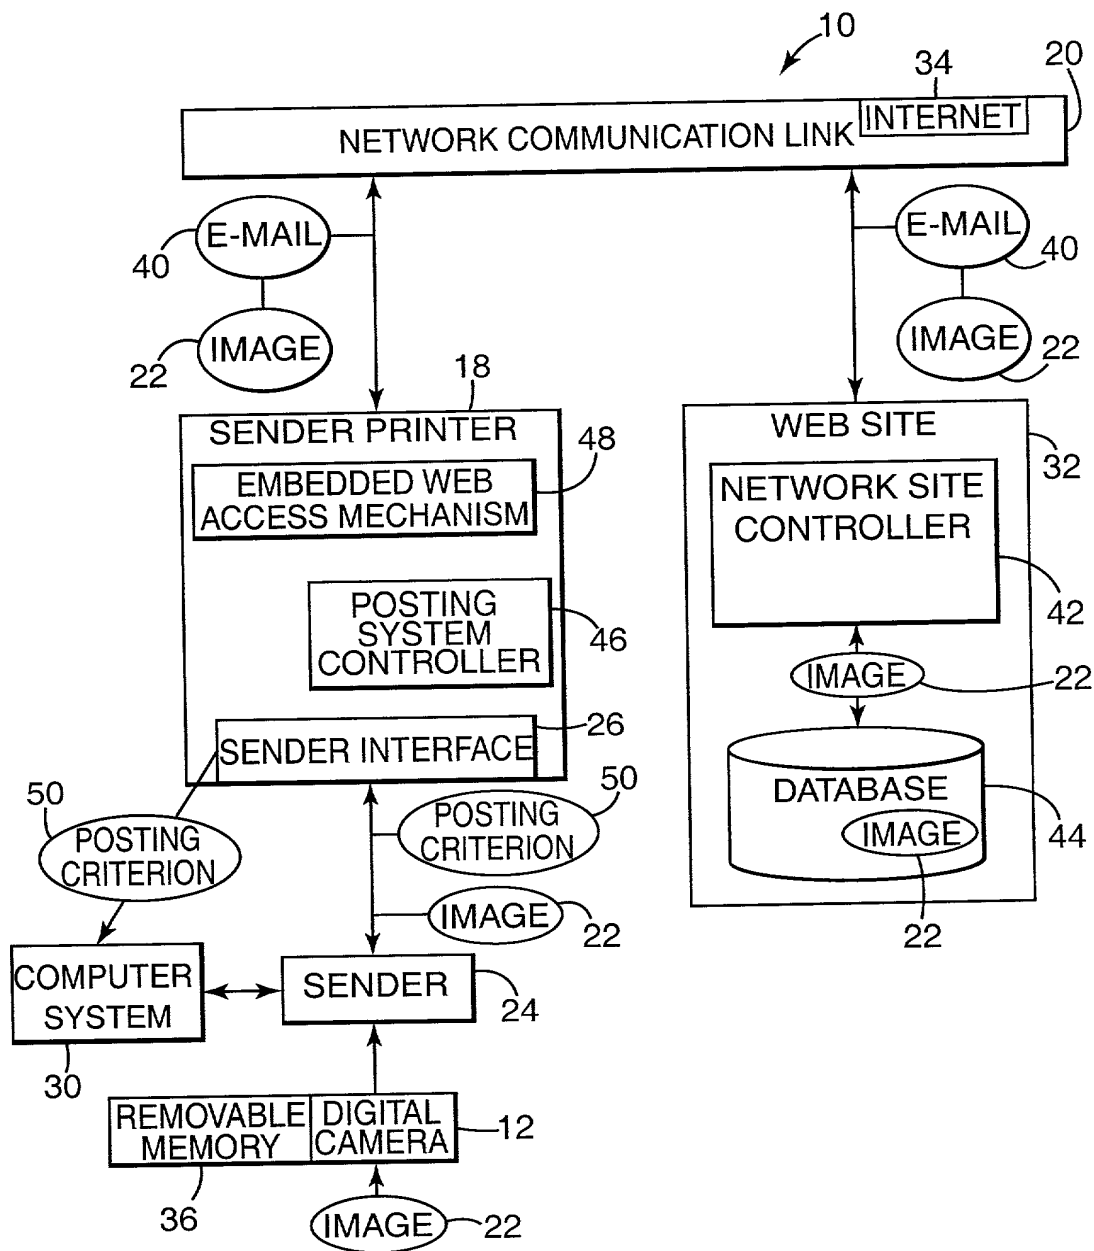 10
34
20
INTERNET
NETWORK COMMUNICATION LINK
E-MAIL
40
IMAGE
22
E-MAIL
40
IMAGE
22
18
SENDER PRINTER
48
EMBEDDED WEB
ACCESS MECHANISM
POSTING
SYSTEM
CONTROLLER
46
26
SENDER INTERFACE
WEB SITE
32
NETWORK SITE
CONTROLLER
42
IMAGE
22
DATABASE
44
IMAGE
22
50
POSTING
CRITERION
50
POSTING
CRITERION
IMAGE
22
COMPUTER
SYSTEM
30
SENDER
24
REMOVABLE
MEMORY
36
DIGITAL
CAMERA
12
IMAGE
22